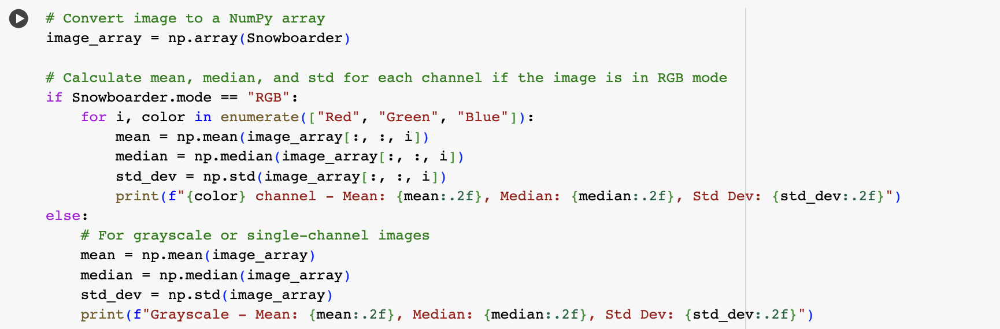 # Convert image to a NumPy array
image_array = np.array(Snowboarder)
# Calculate mean, median, and std for each channel if the image is in RGB mode
if Snowboarder.mode == "RGB":
    for i, color in enumerate(["Red", "Green", "Blue"]):
        mean = np.mean(image_array[:, :, i])
        median = np.median(image_array[:, :, i])
        std_dev = np.std(image_array[:, :, i])
        print(f"{color} channel - Mean: {mean:.2f}, Median: {median:.2f}, Std Dev: {std_dev:.2f}")
else:
    # For grayscale or single-channel images
    mean = np.mean(image_array)
    median = np.median(image_array)
    std_dev = np.std(image_array)
    print(f"Grayscale - Mean: {mean:.2f}, Median: {median:.2f}, Std Dev: {std_dev:.2f}")